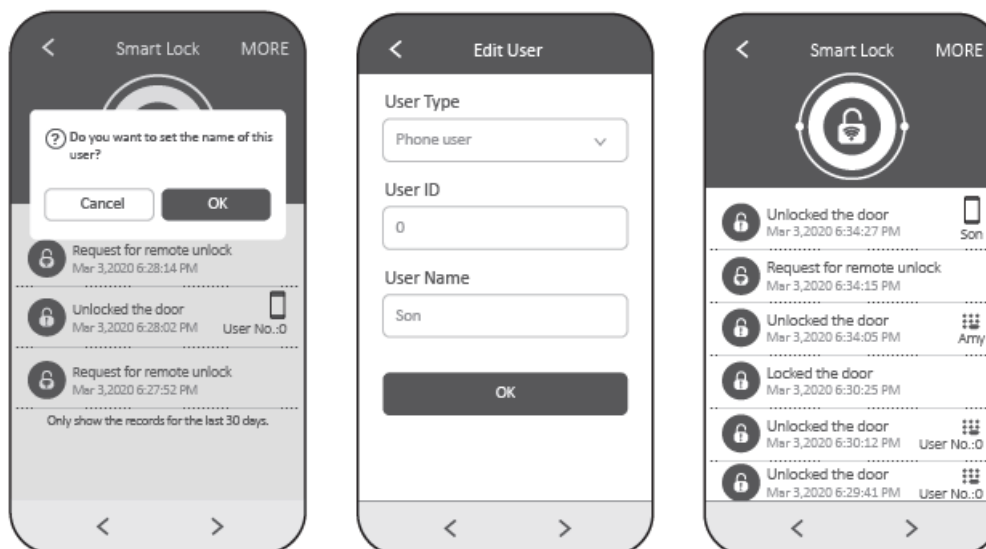 Smart Lock MORE
Do you want to set the name of this
user?
Cancel OK
Request for remote unlock
Mar 3,2020 6:28:14 PM
Unlocked the door
Mar 3,2020 6:28:02 PM User No.:0
Request for remote unlock
Mar 3,2020 6:27:52 PM
Only show the records for the last 30 days.
Edit User
User Type
Phone user
User ID
0
User Name
Son
OK
Smart Lock MORE
Unlocked the door
Mar 3,2020 6:34:27 PM Son
Request for remote unlock
Mar 3,2020 6:34:15 PM
Unlocked the door
Mar 3,2020 6:34:05 PM Amy
Locked the door
Mar 3,2020 6:30:25 PM
Unlocked the door
Mar 3,2020 6:30:12 PM User No.:0
Unlocked the door
Mar 3,2020 6:29:41 PM User No.:0